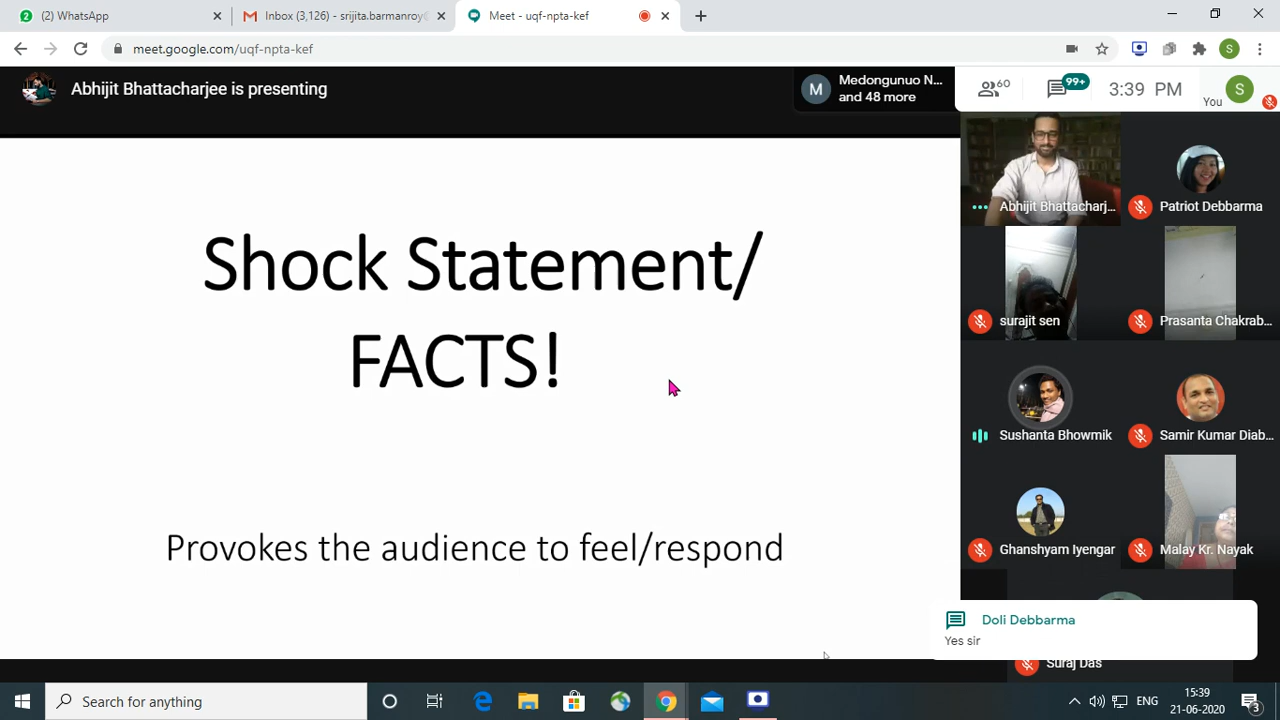 (2) WhatsApp
Inbox (3,126) - srijita.barmanroy@
Meet - uqf-npta-kef
meet.google.com/uqf-npta-kef
S
Abhijit Bhattacharjee is presenting
M
Medongunuo N...
and 48 more
60
99+
3:39 PM
You
S
Shock Statement/
FACTS!
Provokes the audience to feel/respond
Abhijit Bhattacharj...
Patriot Debbarma
surajit sen
Prasanta Chakrab...
Sushanta Bhowmik
Samir Kumar Diab...
Ghanshyam Iyengar
Malay Kr. Nayak
Doli Debbarma
Yes sir
Suraj Das
Search for anything
ENG
15:39
21-06-2020
3